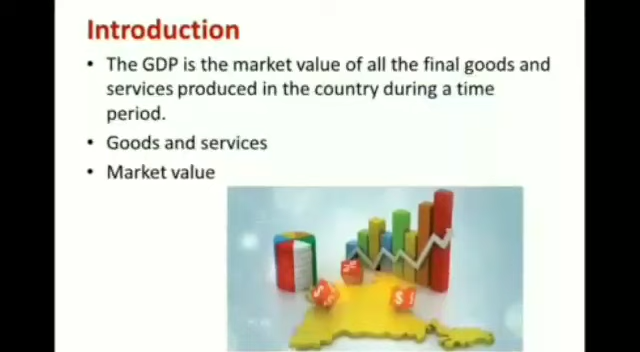 Introduction
• The GDP is the market value of all the final goods and
services produced in the country during a time
period.
• Goods and services
• Market value